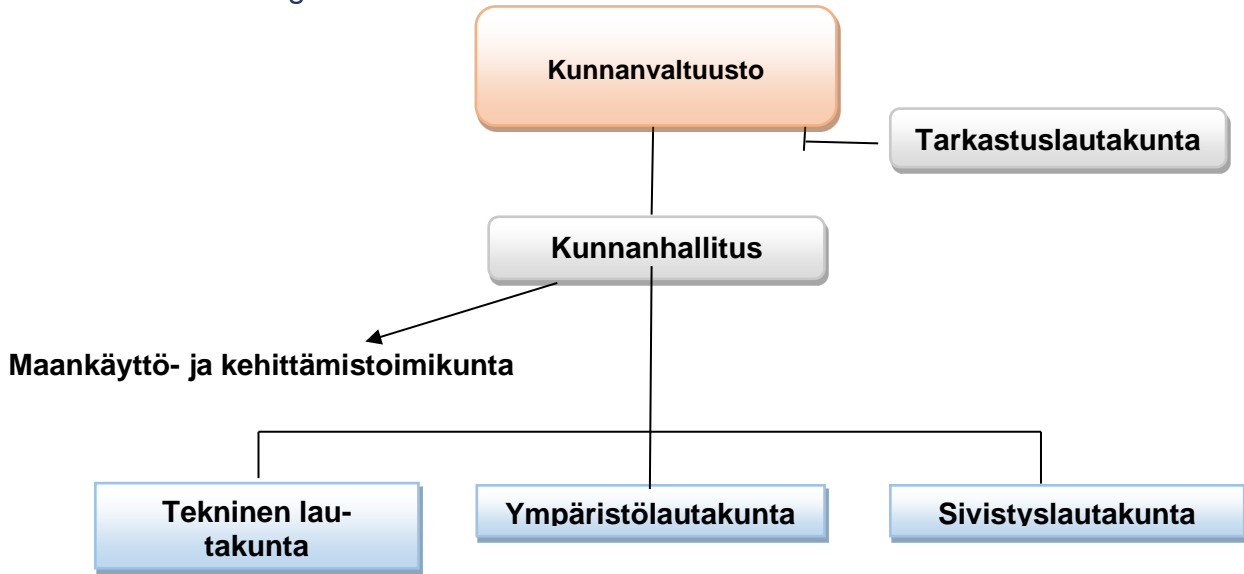 Kunnanvaltuusto
Tarkastuslautakunta
Kunnanhallitus
Maankäyttö- ja kehittämistoimikunta
Tekninen lau-
takunta
Ympäristölautakunta
Sivistyslautakunta